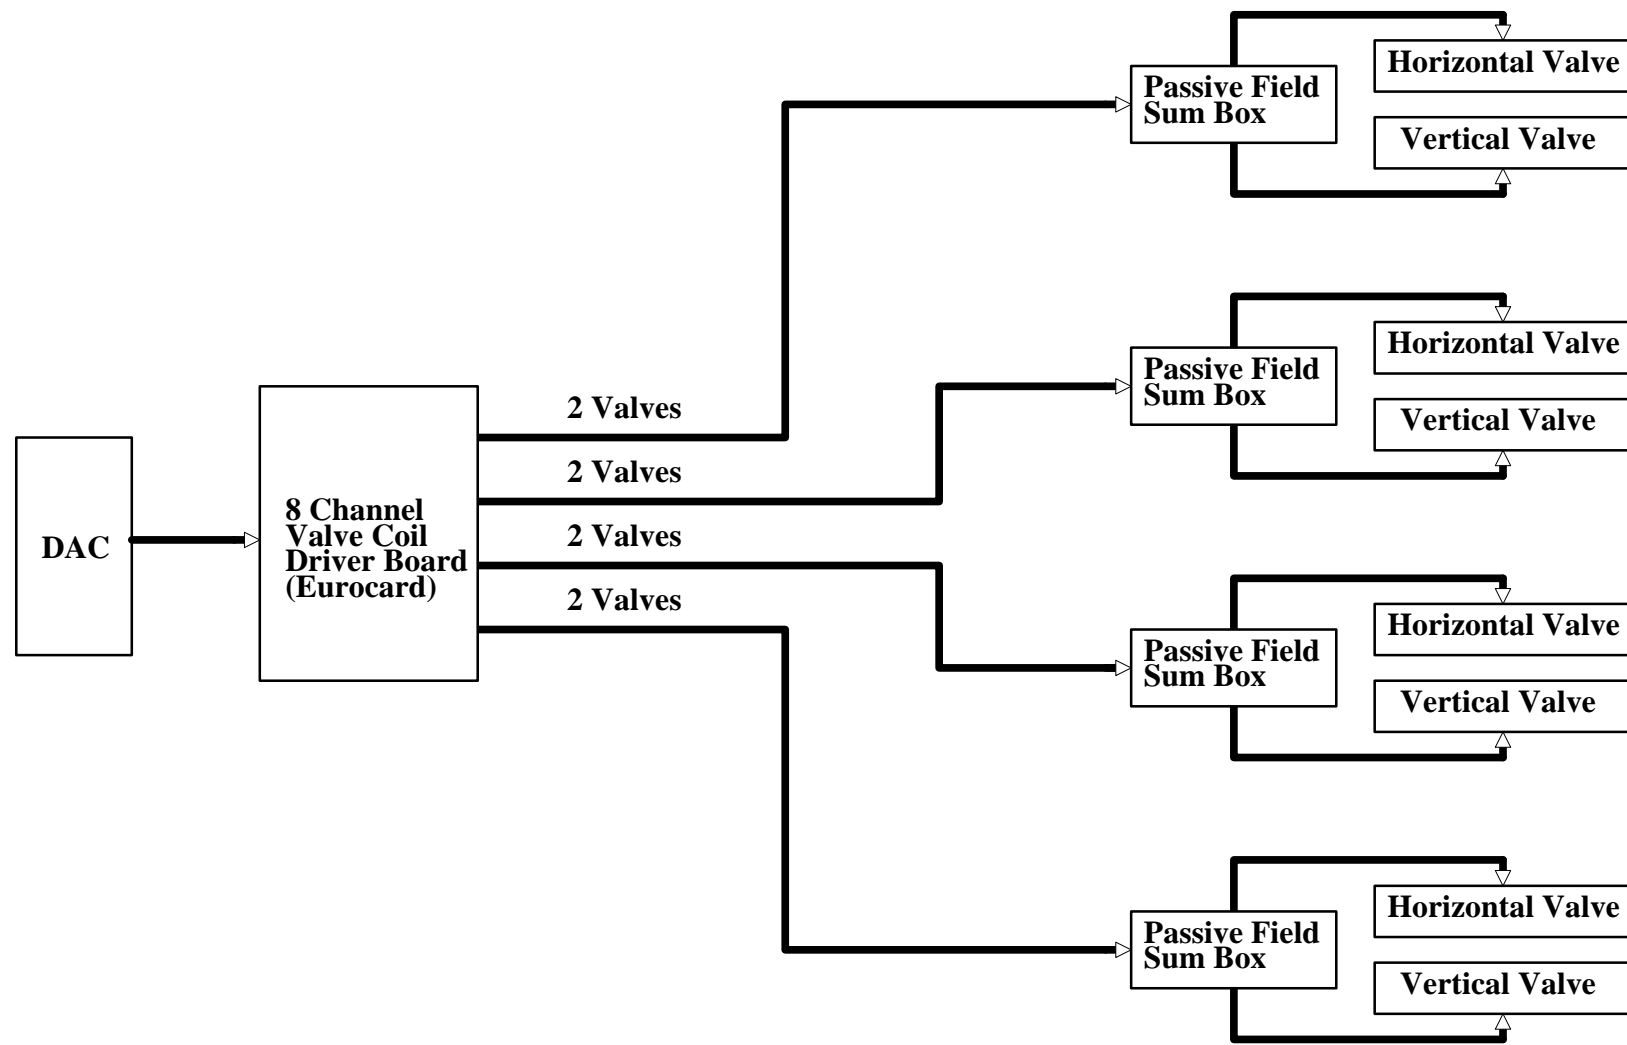 Horizontal Valve
Passive Field
Sum Box
Vertical Valve
Horizontal Valve
Passive Field
Sum Box
Vertical Valve
2 Valves
2 Valves
2 Valves
2 Valves
DAC
8 Channel
Valve Coil
Driver Board
(Eurocard)
Horizontal Valve
Passive Field
Sum Box
Vertical Valve
Horizontal Valve
Passive Field
Sum Box
Vertical Valve